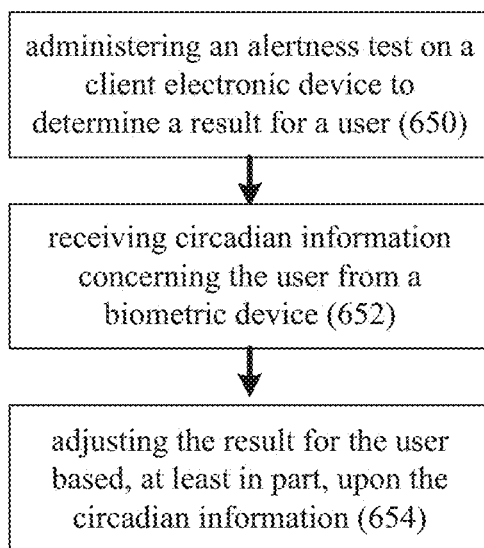 administering an alertness test on a
client electronic device to
determine a result for a user (650)
receiving circadian information
concerning the user from a
biometric device (652)
adjusting the result for the user
based, at least in part, upon the
circadian information (654)